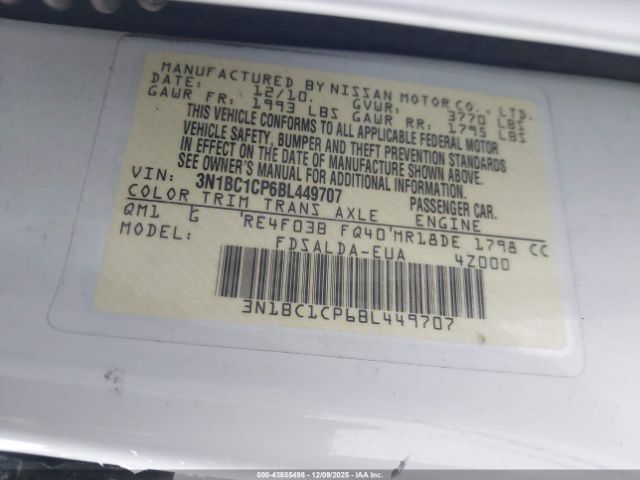 MANUFACTURED BY NISSAN MOTOR CO., LTD.
DATE: 12/10. GVWR: 3770 LBS
GAWR FR: 1993 LBS GAWR RR: 1795 LBS
THIS VEHICLE CONFORMS TO ALL APPLICABLE FEDERAL MOTOR
VEHICLE SAFETY, BUMPER AND THEFT PREVENTION STANDARDS
IN EFFECT ON THE DATE OF MANUFACTURE SHOWN ABOVE.
SEE OWNER'S MANUAL FOR ADDITIONAL INFORMATION.
VIN: 3N1BC1CP6BL449707 PASSENGER CAR.
COLOR TRIM TRANS AXLE ENGINE
QM1 G RE4F03B FQ40 MR18DE 1798 CC
MODEL: FDSALDA-EUA 4Z000
3N1BC1CP6BL449707
© IAA 43855498 - 12/09/2025 - IAAI.COM